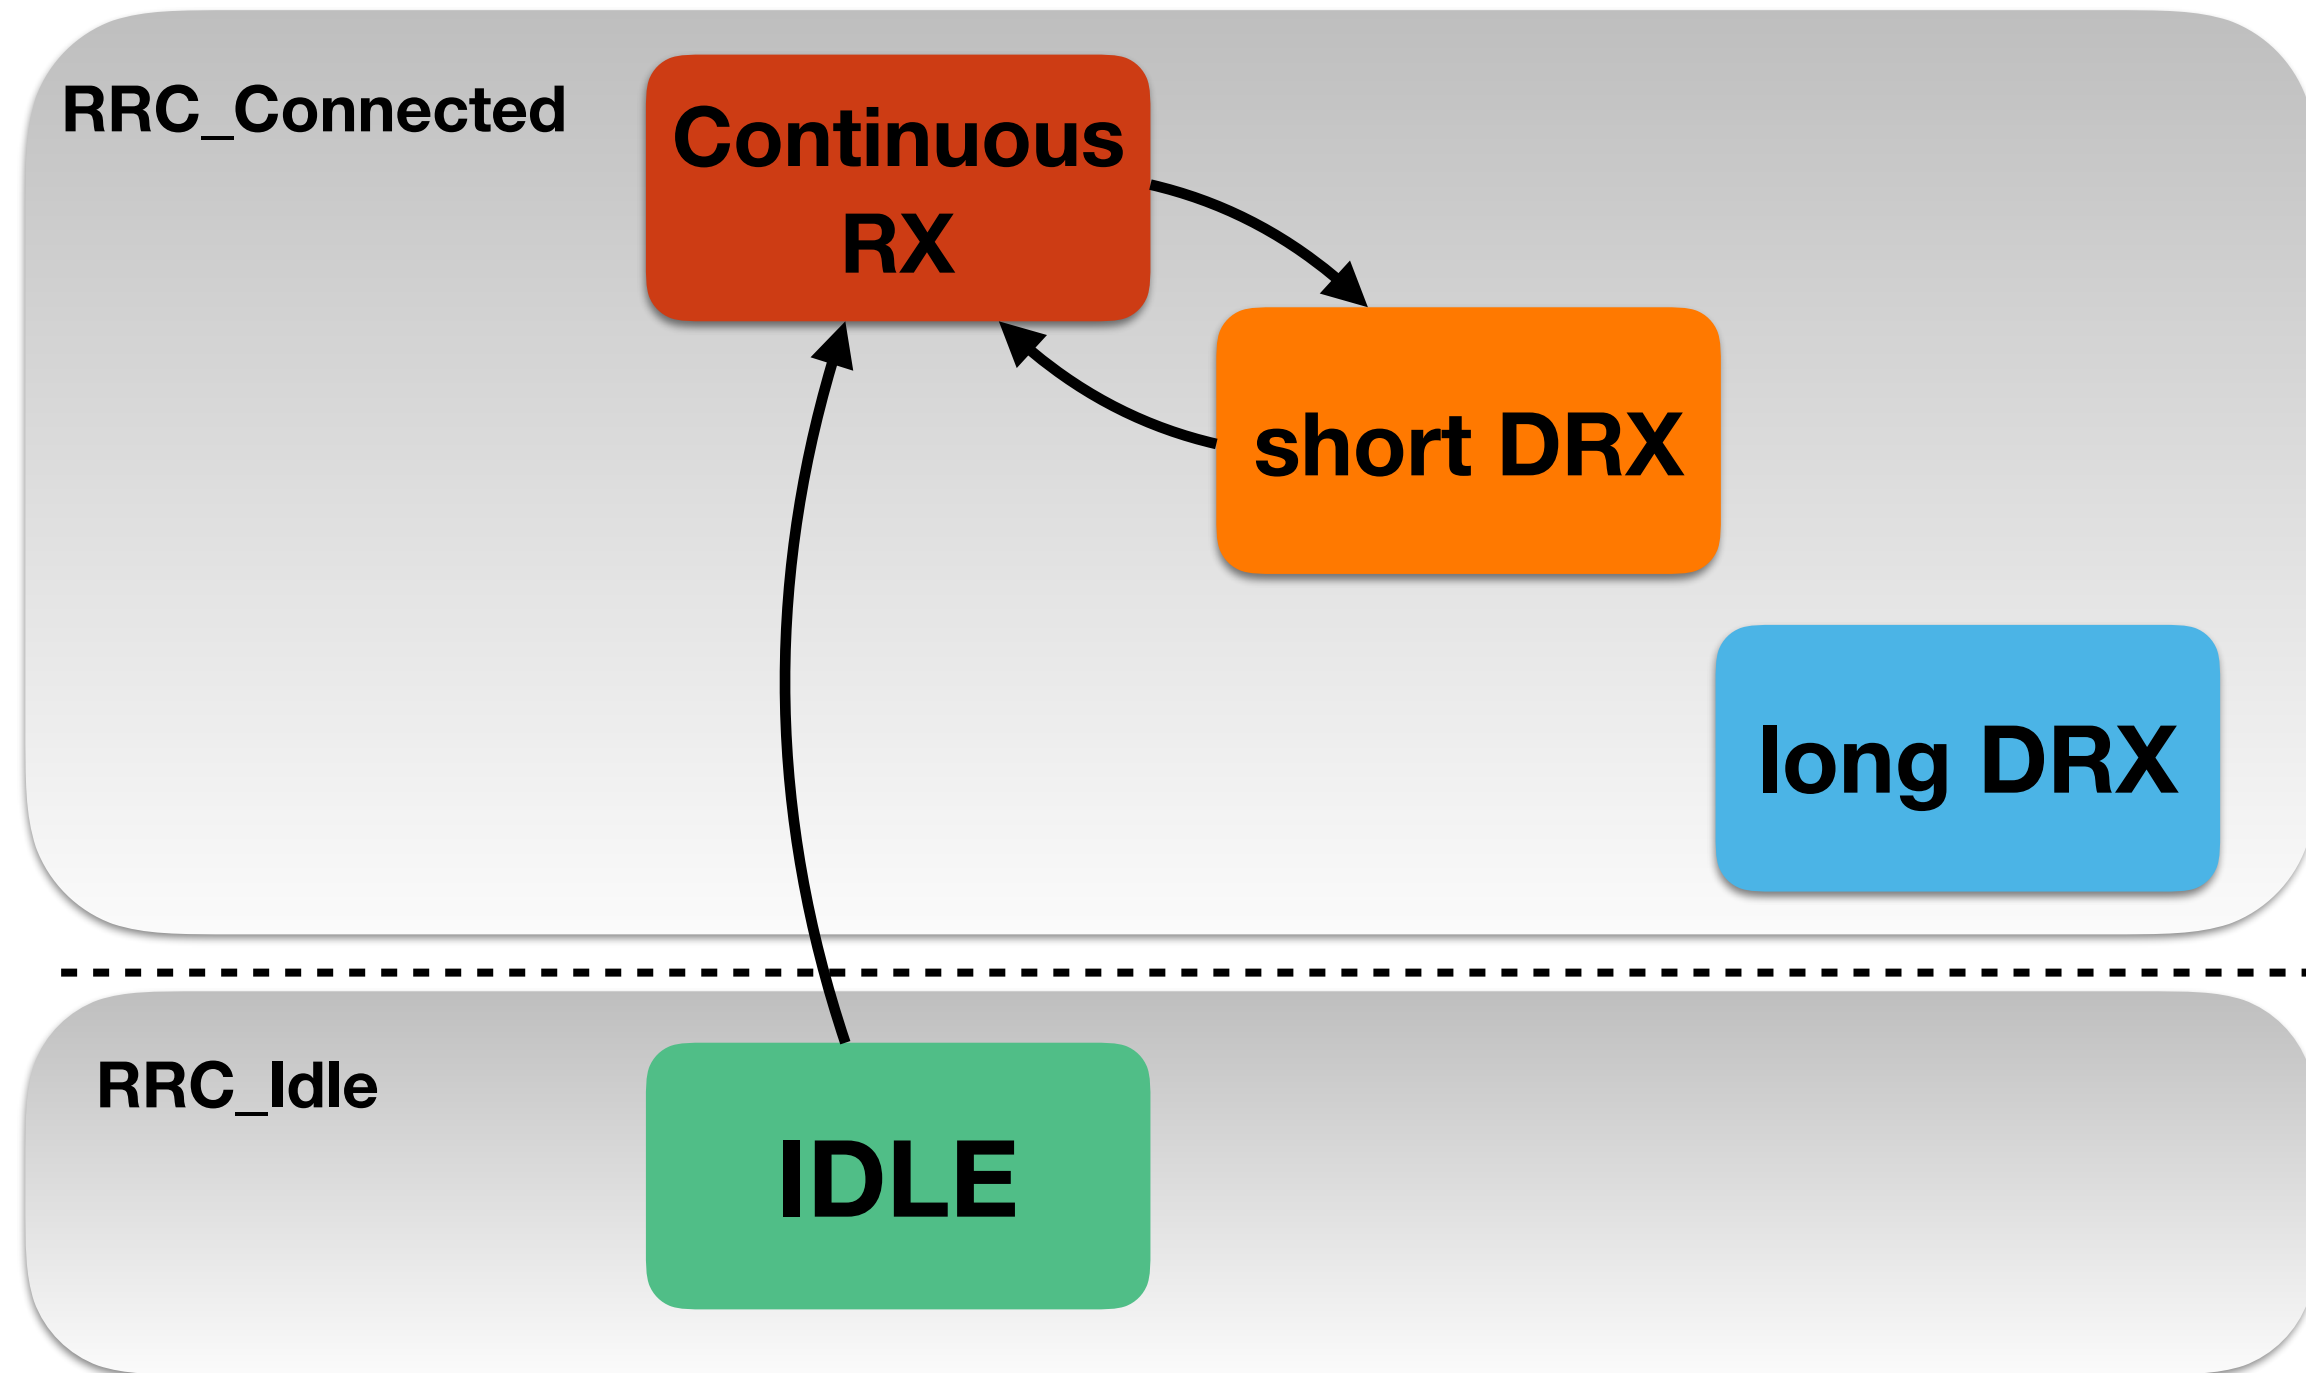 RRC_Connected
Continuous
RX
short DRX
long DRX
RRC_Idle
IDLE